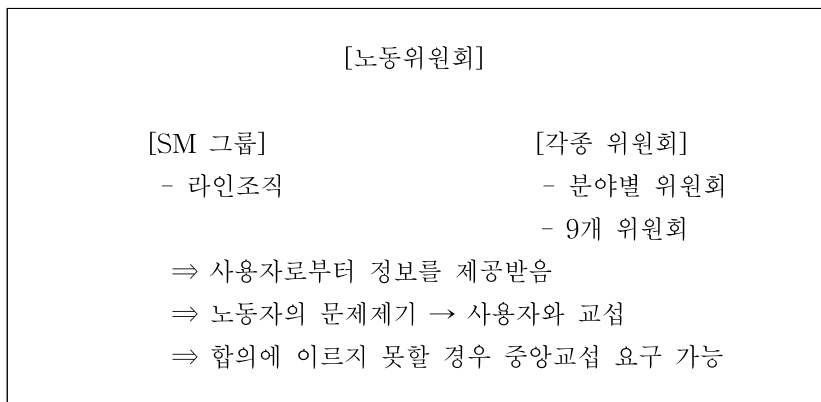 [노동위원회]
[SM 그룹] [각종 위원회]
- 라인조직 - 분야별 위원회
- 9개 위원회
⇒ 사용자로부터 정보를 제공받음
⇒ 노동자의 문제제기 → 사용자와 교섭
⇒ 합의에 이르지 못할 경우 중앙교섭 요구 가능